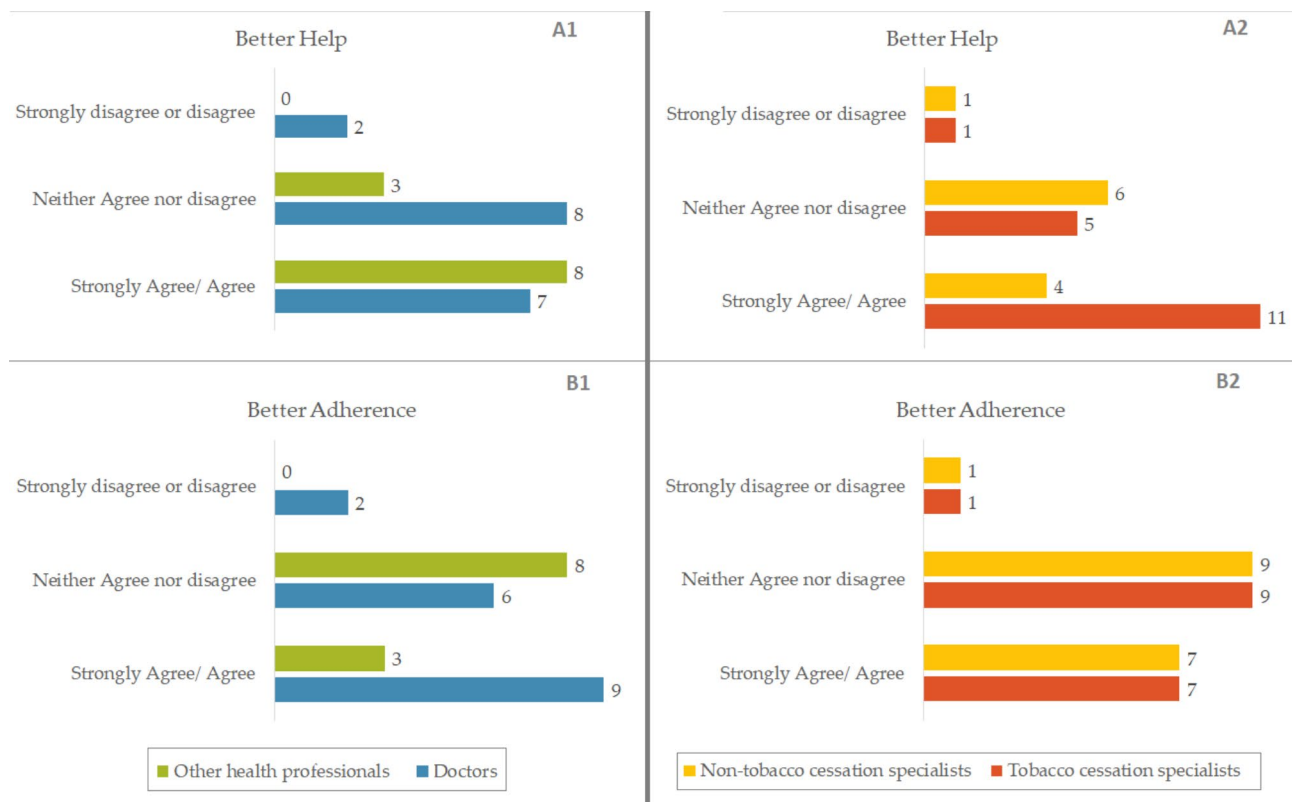 A1
Better Help
Strongly disagree or disagree
0
2
Neither Agree nor disagree
3
8
Strongly Agree/ Agree
8
7
A2
Better Help
Strongly disagree or disagree
1
1
Neither Agree nor disagree
6
5
Strongly Agree/ Agree
4
11
B1
Better Adherence
Strongly disagree or disagree
0
2
Neither Agree nor disagree
8
6
Strongly Agree/ Agree
3
9
Other health professionals Doctors
B2
Better Adherence
Strongly disagree or disagree
1
1
Neither Agree nor disagree
9
9
Strongly Agree/ Agree
7
7
Non-tobacco cessation specialists Tobacco cessation specialists